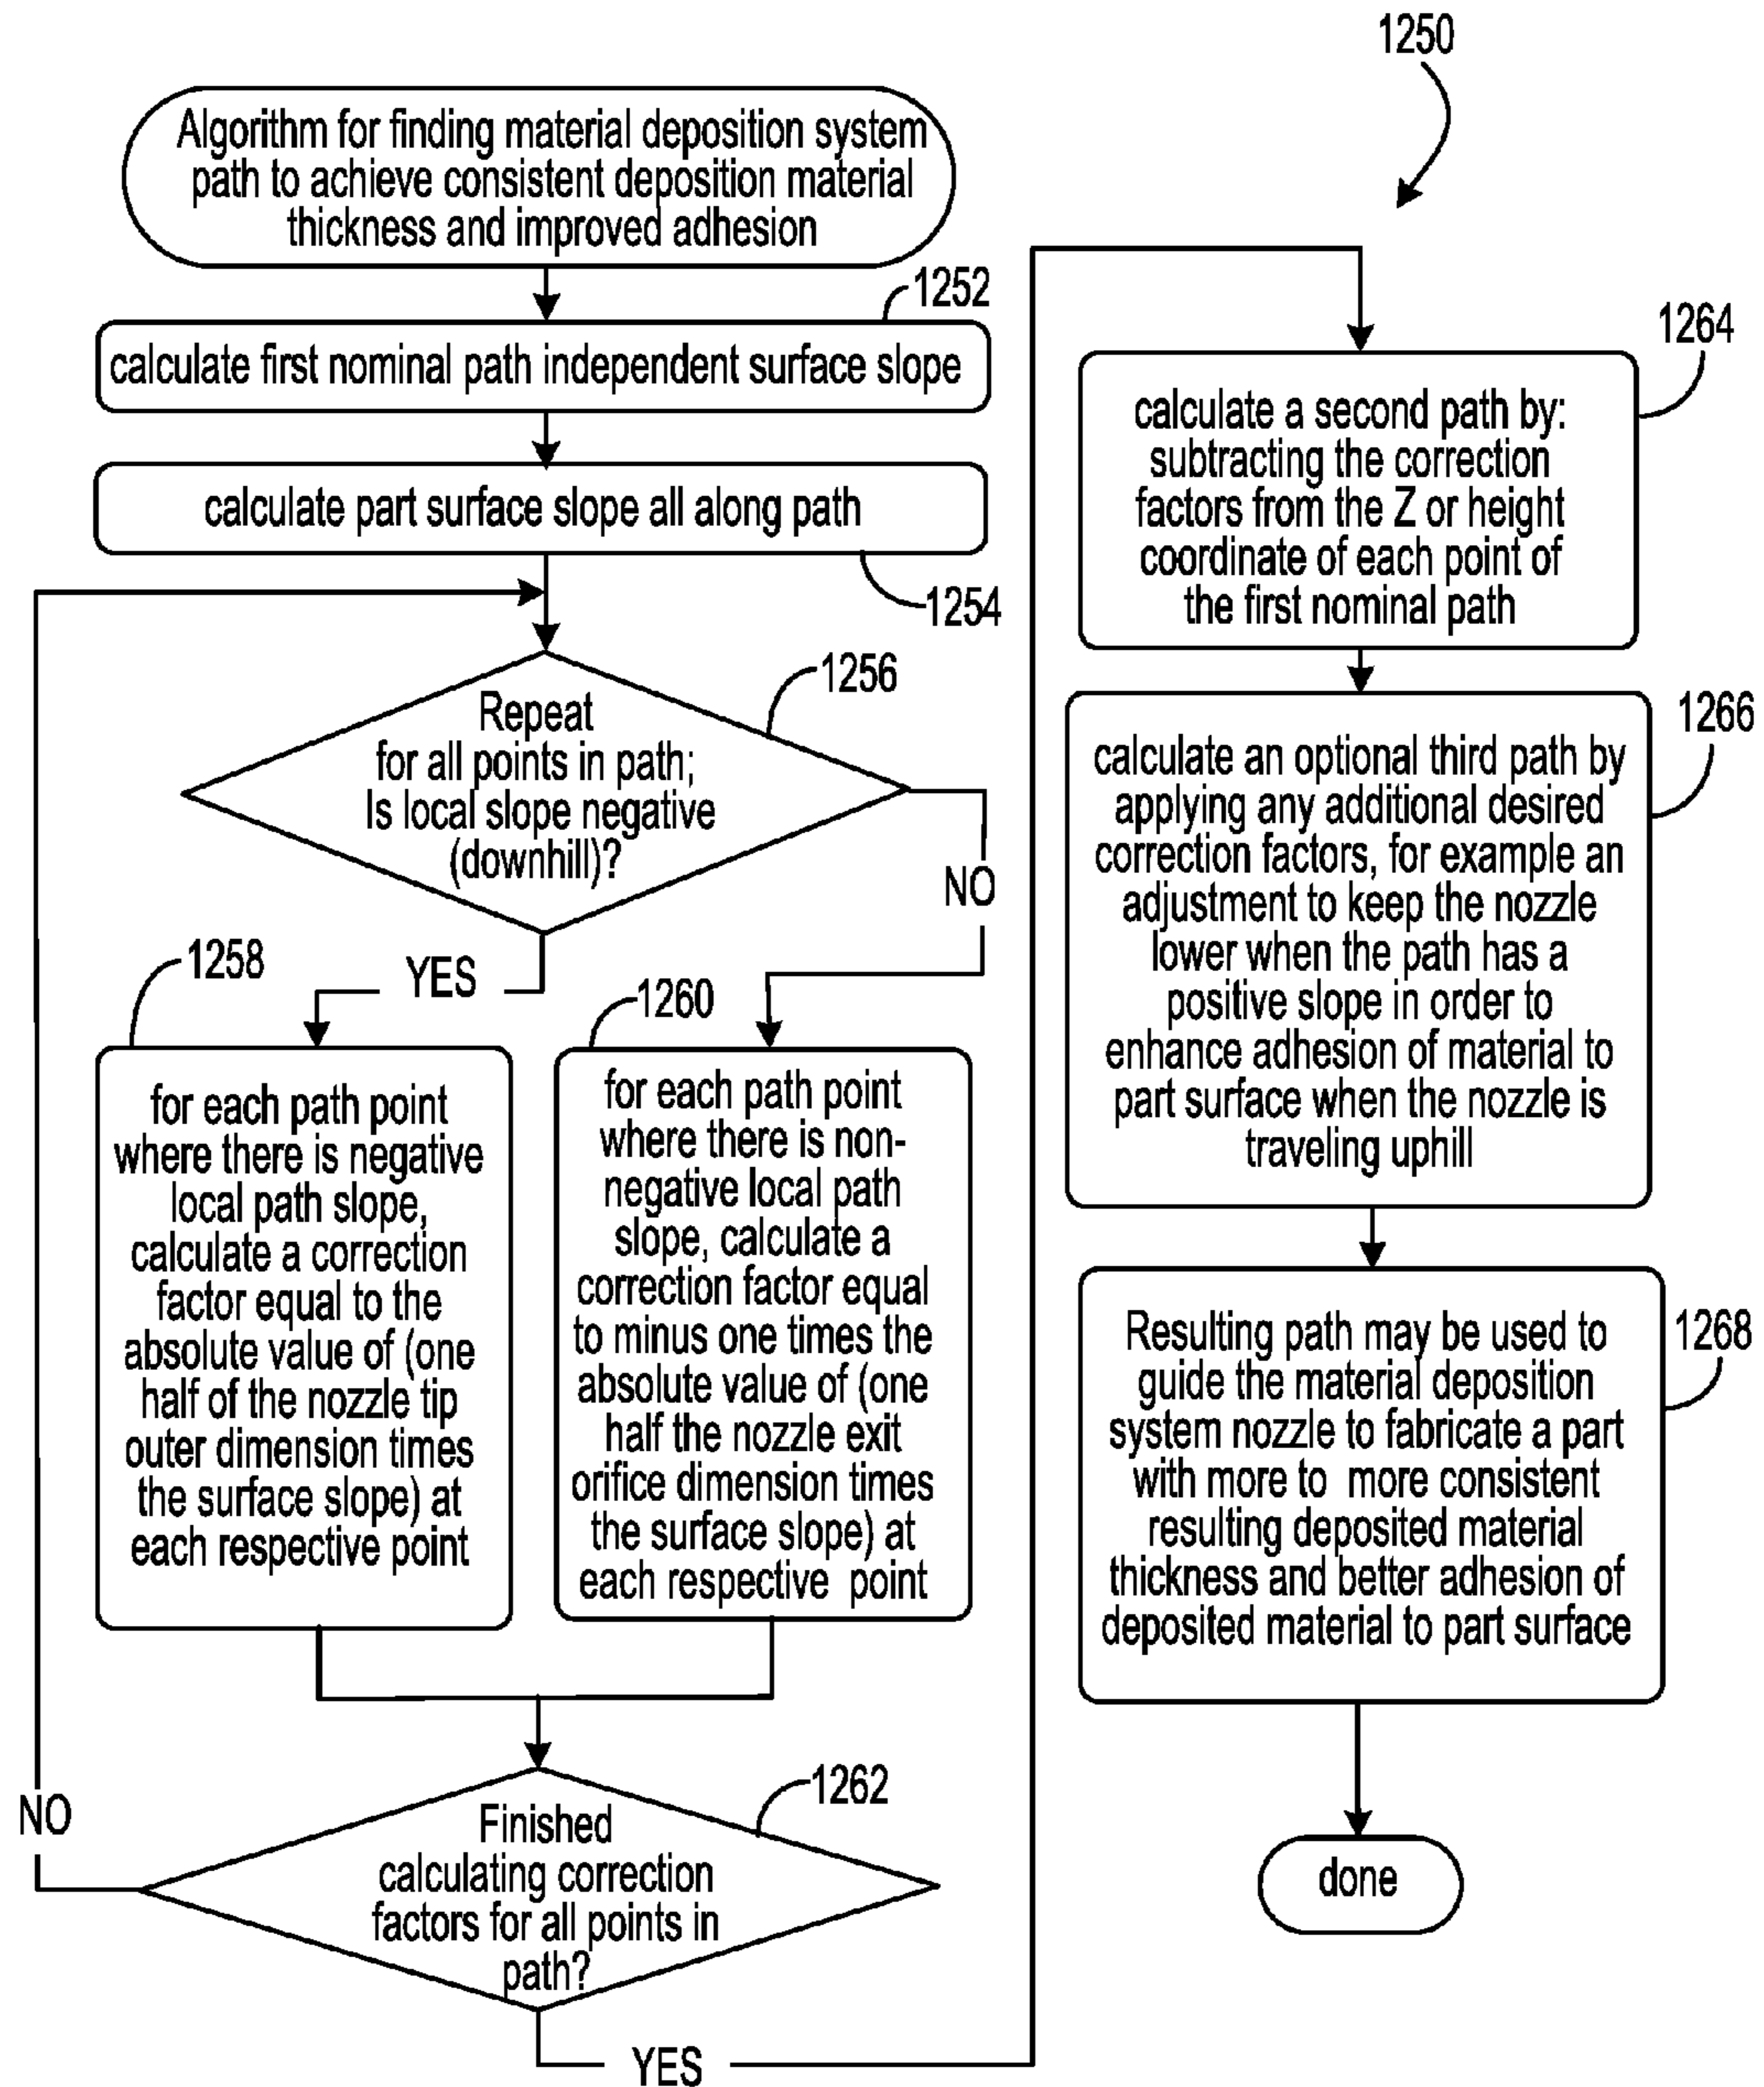 1250
Algorithm for finding material deposition system
path to achieve consistent deposition material
thickness and improved adhesion
1252
calculate first nominal path independent surface slope
calculate part surface slope all along path
1254
1256
Repeat
for all points in path;
Is local slope negative
(downhill)?
NO
YES
1258
for each path point
where there is negative
local path slope,
calculate a correction
factor equal to the
absolute value of (one
half of the nozzle tip
outer dimension times
the surface slope) at
each respective point
1260
for each path point
where there is non-
negative local path
slope, calculate a
correction factor equal
to minus one times the
absolute value of (one
half the nozzle exit
orifice dimension times
the surface slope) at
each respective point
1262
Finished
calculating correction
factors for all points in
path?
NO
YES
1264
calculate a second path by:
subtracting the correction
factors from the Z or height
coordinate of each point of
the first nominal path
1266
calculate an optional third path by
applying any additional desired
correction factors, for example an
adjustment to keep the nozzle
lower when the path has a
positive slope in order to
enhance adhesion of material to
part surface when the nozzle is
traveling uphill
1268
Resulting path may be used to
guide the material deposition
system nozzle to fabricate a part
with more to more consistent
resulting deposited material
thickness and better adhesion of
deposited material to part surface
done